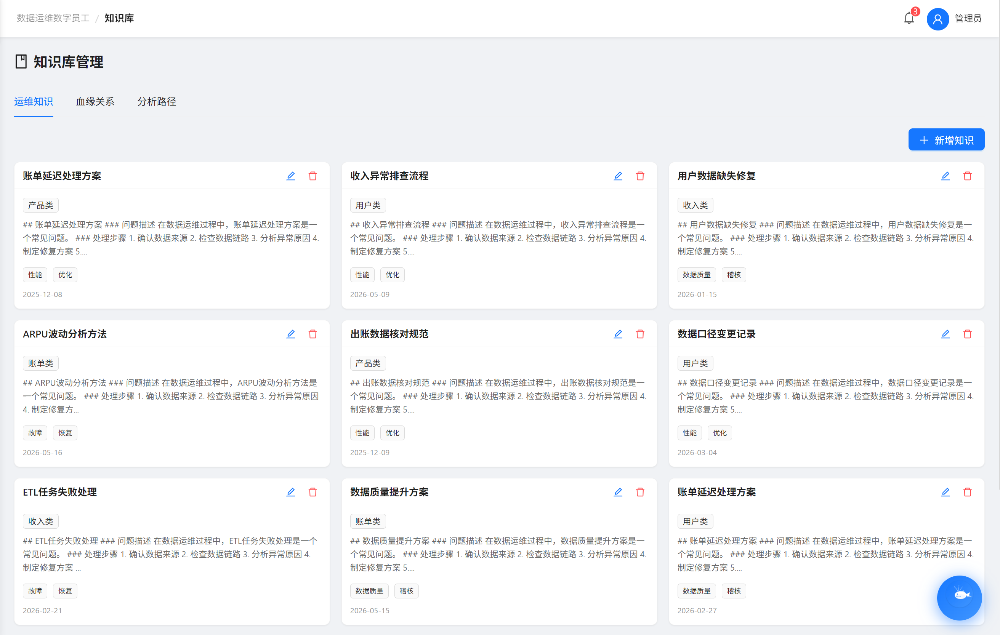 数据运维数字员工 / 知识库
3
管理员
知识库管理
运维知识 血缘关系 分析路径
新增知识
账单延迟处理方案
产品类
## 账单延迟处理方案 ### 问题描述 在数据运维过程中，账单延迟处理方案是一
个常见问题。 ### 处理步骤 1. 确认数据来源 2. 检查数据链路 3. 分析异常原因 4.
制定修复方案 5....
性能 优化
2025-12-08
收入异常排查流程
用户类
## 收入异常排查流程 ### 问题描述 在数据运维过程中，收入异常排查流程是一
个常见问题。 ### 处理步骤 1. 确认数据来源 2. 检查数据链路 3. 分析异常原因 4.
制定修复方案 5....
性能 优化
2026-05-09
用户数据缺失修复
收入类
## 用户数据缺失修复 ### 问题描述 在数据运维过程中，用户数据缺失修复是一
个常见问题。 ### 处理步骤 1. 确认数据来源 2. 检查数据链路 3. 分析异常原因 4.
制定修复方案 5....
数据质量 稽核
2026-01-15
ARPU波动分析方法
账单类
## ARPU波动分析方法 ### 问题描述 在数据运维过程中，ARPU波动分析方法是
一个常见问题。 ### 处理步骤 1. 确认数据来源 2. 检查数据链路 3. 分析异常原因
4. 制定修复方...
故障 恢复
2026-05-16
出账数据核对规范
产品类
## 出账数据核对规范 ### 问题描述 在数据运维过程中，出账数据核对规范是一
个常见问题。 ### 处理步骤 1. 确认数据来源 2. 检查数据链路 3. 分析异常原因 4.
制定修复方案 5....
性能 优化
2025-12-09
数据口径变更记录
用户类
## 数据口径变更记录 ### 问题描述 在数据运维过程中，数据口径变更记录是一
个常见问题。 ### 处理步骤 1. 确认数据来源 2. 检查数据链路 3. 分析异常原因 4.
制定修复方案 5....
性能 优化
2026-03-04
ETL任务失败处理
收入类
## ETL任务失败处理 ### 问题描述 在数据运维过程中，ETL任务失败处理是一个
常见问题。 ### 处理步骤 1. 确认数据来源 2. 检查数据链路 3. 分析异常原因 4.
制定修复方案 ...
故障 恢复
2026-02-21
数据质量提升方案
账单类
## 数据质量提升方案 ### 问题描述 在数据运维过程中，数据质量提升方案是一
个常见问题。 ### 处理步骤 1. 确认数据来源 2. 检查数据链路 3. 分析异常原因 4.
制定修复方案 5....
数据质量 稽核
2026-05-15
账单延迟处理方案
用户类
## 账单延迟处理方案 ### 问题描述 在数据运维过程中，账单延迟处理方案是一
个常见问题。 ### 处理步骤 1. 确认数据来源 2. 检查数据链路 3. 分析异常原因 4.
制定修复方案 5....
数据质量 稽核
2026-02-27